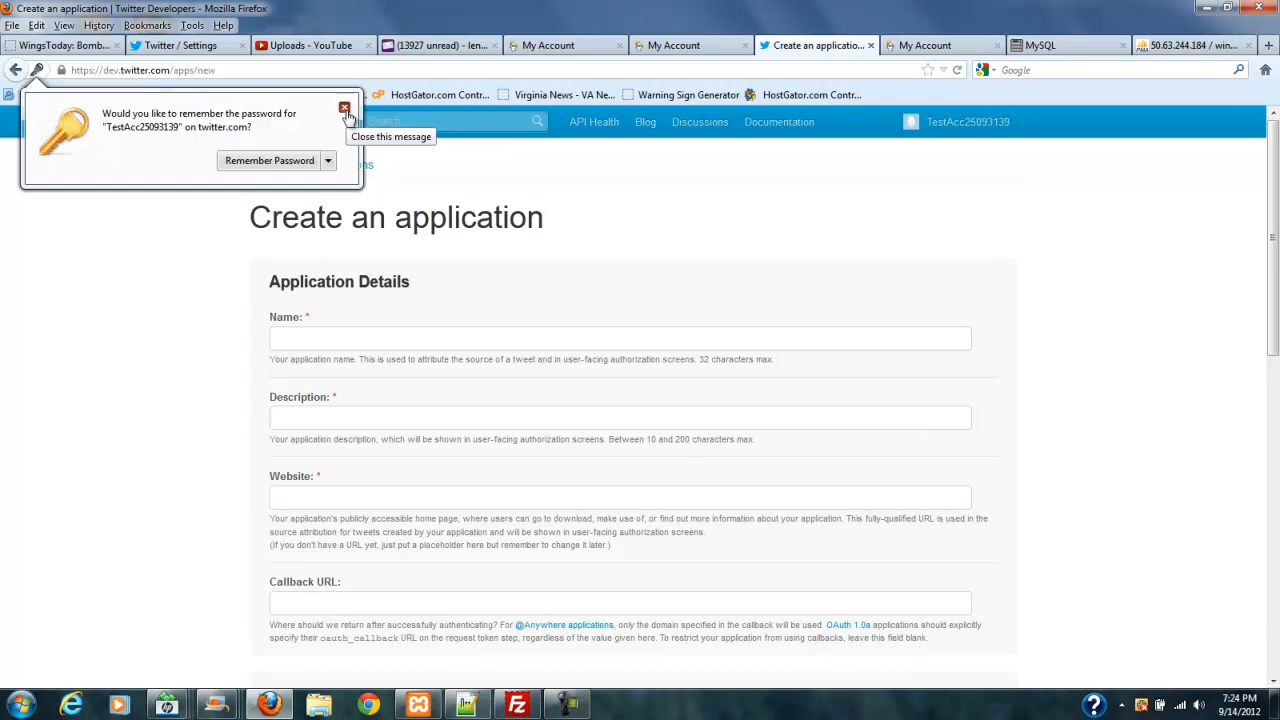 Create an application | Twitter Developers - Mozilla Firefox
File Edit View History Bookmarks Tools Help
WingsToday: Bomb... × Twitter / Settings × Uploads - YouTube × (13927 unread) - len... × My Account × My Account × Create an applicatio... × My Account × MySQL × 50.63.244.184 / win... ×
https://dev.twitter.com/apps/new
Google
cP HostGator.com Contr... Virginia News - VA Ne... Warning Sign Generator HostGator.com Contr...
Would you like to remember the password for
"TestAcc25093139" on twitter.com?
Close this message
Remember Password
Search API Health Blog Discussions Documentation TestAcc25093139
Create an application
Application Details
Name: *
Your application name. This is used to attribute the source of a tweet and in user-facing authorization screens. 32 characters max.
Description: *
Your application description, which will be shown in user-facing authorization screens. Between 10 and 200 characters max.
Website: *
Your application's publicly accessible home page, where users can go to download, make use of, or find out more information about your application. This fully-qualified URL is used in the
source attribution for tweets created by your application and will be shown in user-facing authorization screens.
(If you don't have a URL yet, just put a placeholder here but remember to change it later.)
Callback URL:
Where should we return after successfully authenticating? For @Anywhere applications, only the domain specified in the callback will be used. OAuth 1.0a applications should explicitly
specify their oauth_callback URL on the request token step, regardless of the value given here. To restrict your application from using callbacks, leave this field blank.
7:24 PM
9/14/2012